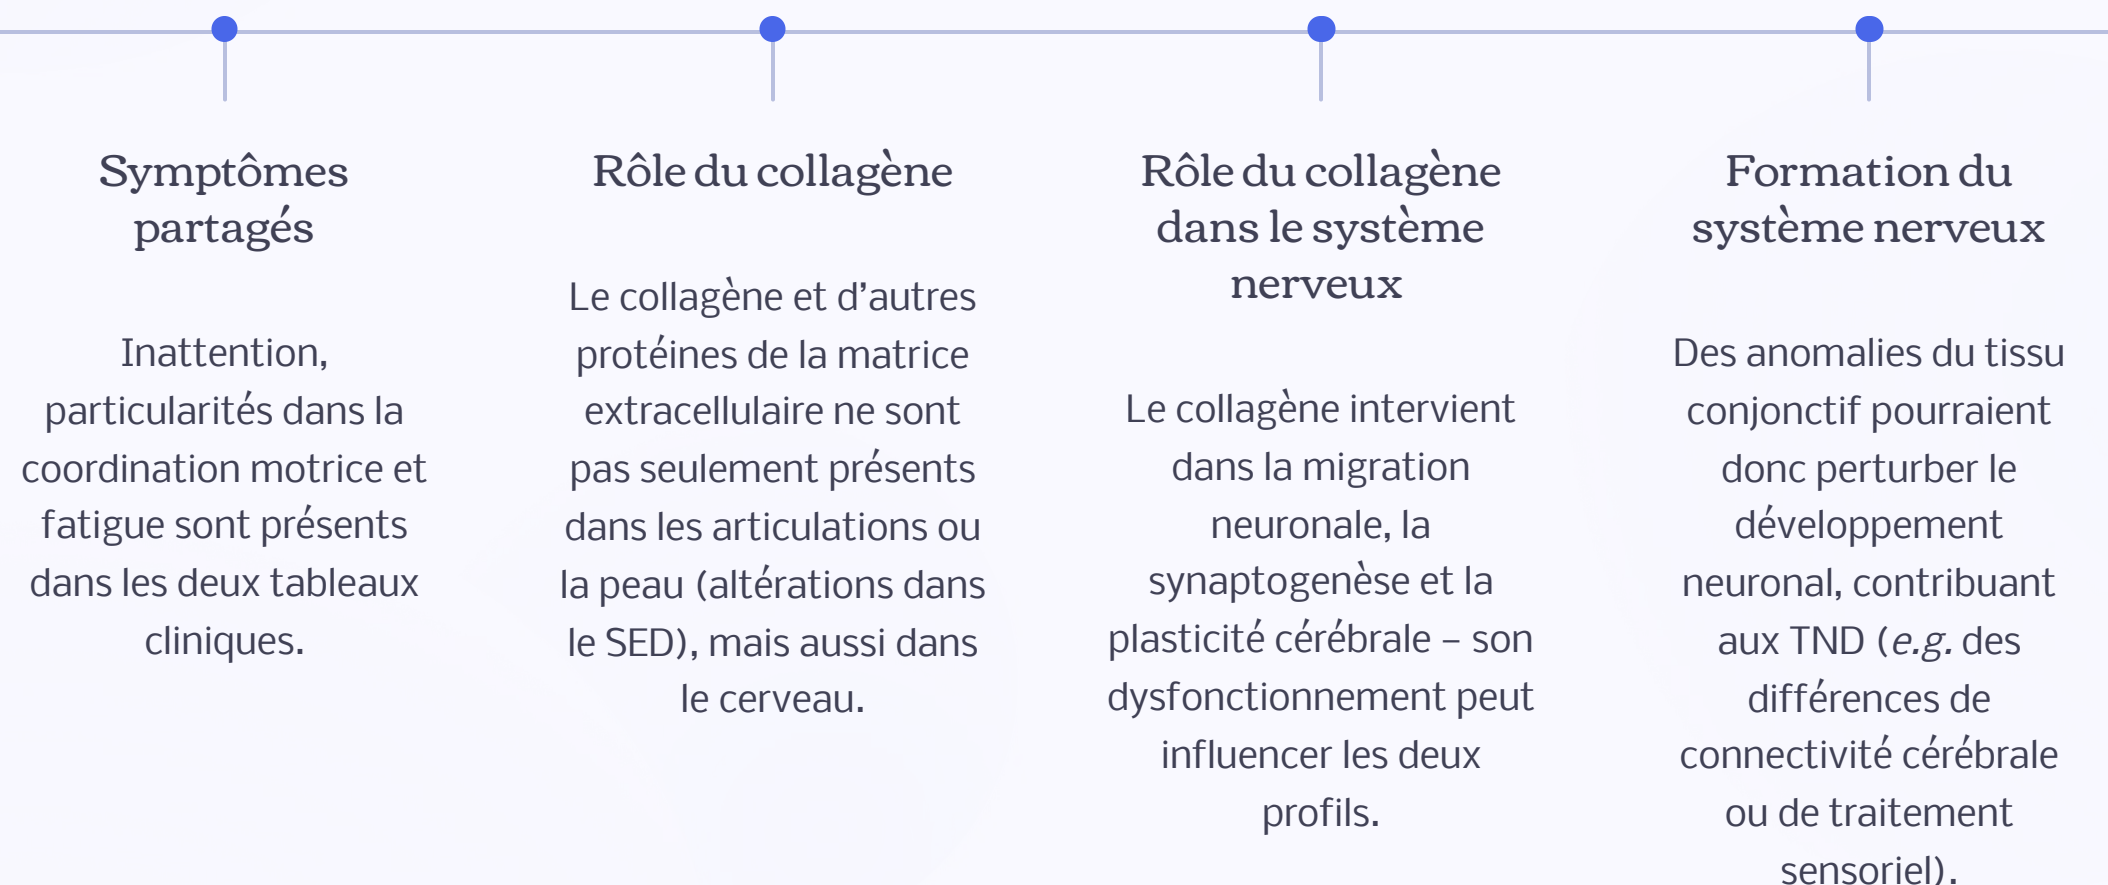 Symptômes
partagés
Inattention,
particularités dans la
coordination motrice et
fatigue sont présents
dans les deux tableaux
cliniques.
Rôle du collagène
Le collagène et d’autres
protéines de la matrice
extracellulaire ne sont
pas seulement présents
dans les articulations ou
la peau (altérations dans
le SED), mais aussi dans
le cerveau.
Rôle du collagène
dans le système
nerveux
Le collagène intervient
dans la migration
neuronale, la
synaptogenèse et la
plasticité cérébrale – son
dysfonctionnement peut
influencer les deux
profils.
Formation du
système nerveux
Des anomalies du tissu
conjonctif pourraient
donc perturber le
développement
neuronal, contribuant
aux TND (e.g. des
différences de
connectivité cérébrale
ou de traitement
sensoriel).